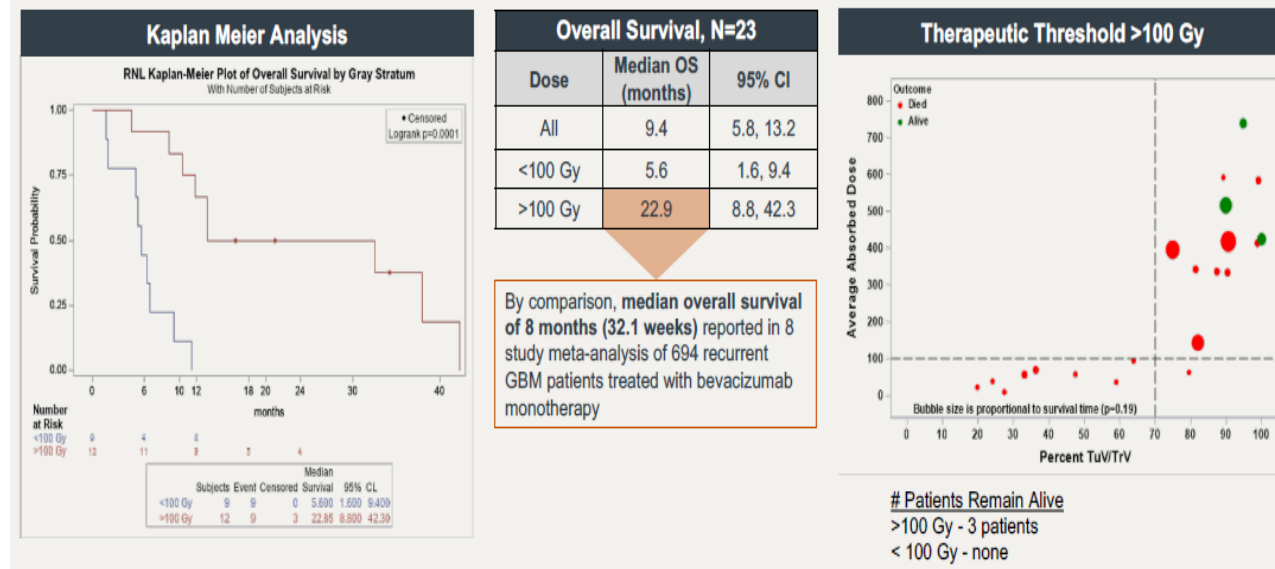 Kaplan Meier Analysis
RNL Kaplan-Meier Plot of Overall Survival by Gray Stratum
With Number of Subjects at Risk
Censored
Logrank p=0.0001
Survival Probability
1.00
0.75
0.50
0.25
0.00
0 6 10 12 18 20 24 30 40
months
Number
at Risk
<100 Gy 9 4
>100 Gy 12 11
Median
Subjects Event Censored Survival 95% CL
<100 Gy 9 9 0 5.600 1.600 9.400
>100 Gy 12 9 3 22.85 8.800 42.30
Overall Survival, N=23
Dose Median OS (months) 95% CI
All 9.4 5.8, 13.2
<100 Gy 5.6 1.6, 9.4
>100 Gy 22.9 8.8, 42.3
By comparison, median overall survival
of 8 months (32.1 weeks) reported in 8
study meta-analysis of 694 recurrent
GBM patients treated with bevacizumab
monotherapy
Therapeutic Threshold >100 Gy
Outcome
Died
Alive
Average Absorbed Dose
800
700
600
500
400
300
200
100
0
Bubble size is proportional to survival time (p=0.19)
0 10 20 30 40 50 60 70 80 90 100
Percent TuV/TrV
# Patients Remain Alive
>100 Gy - 3 patients
< 100 Gy - none